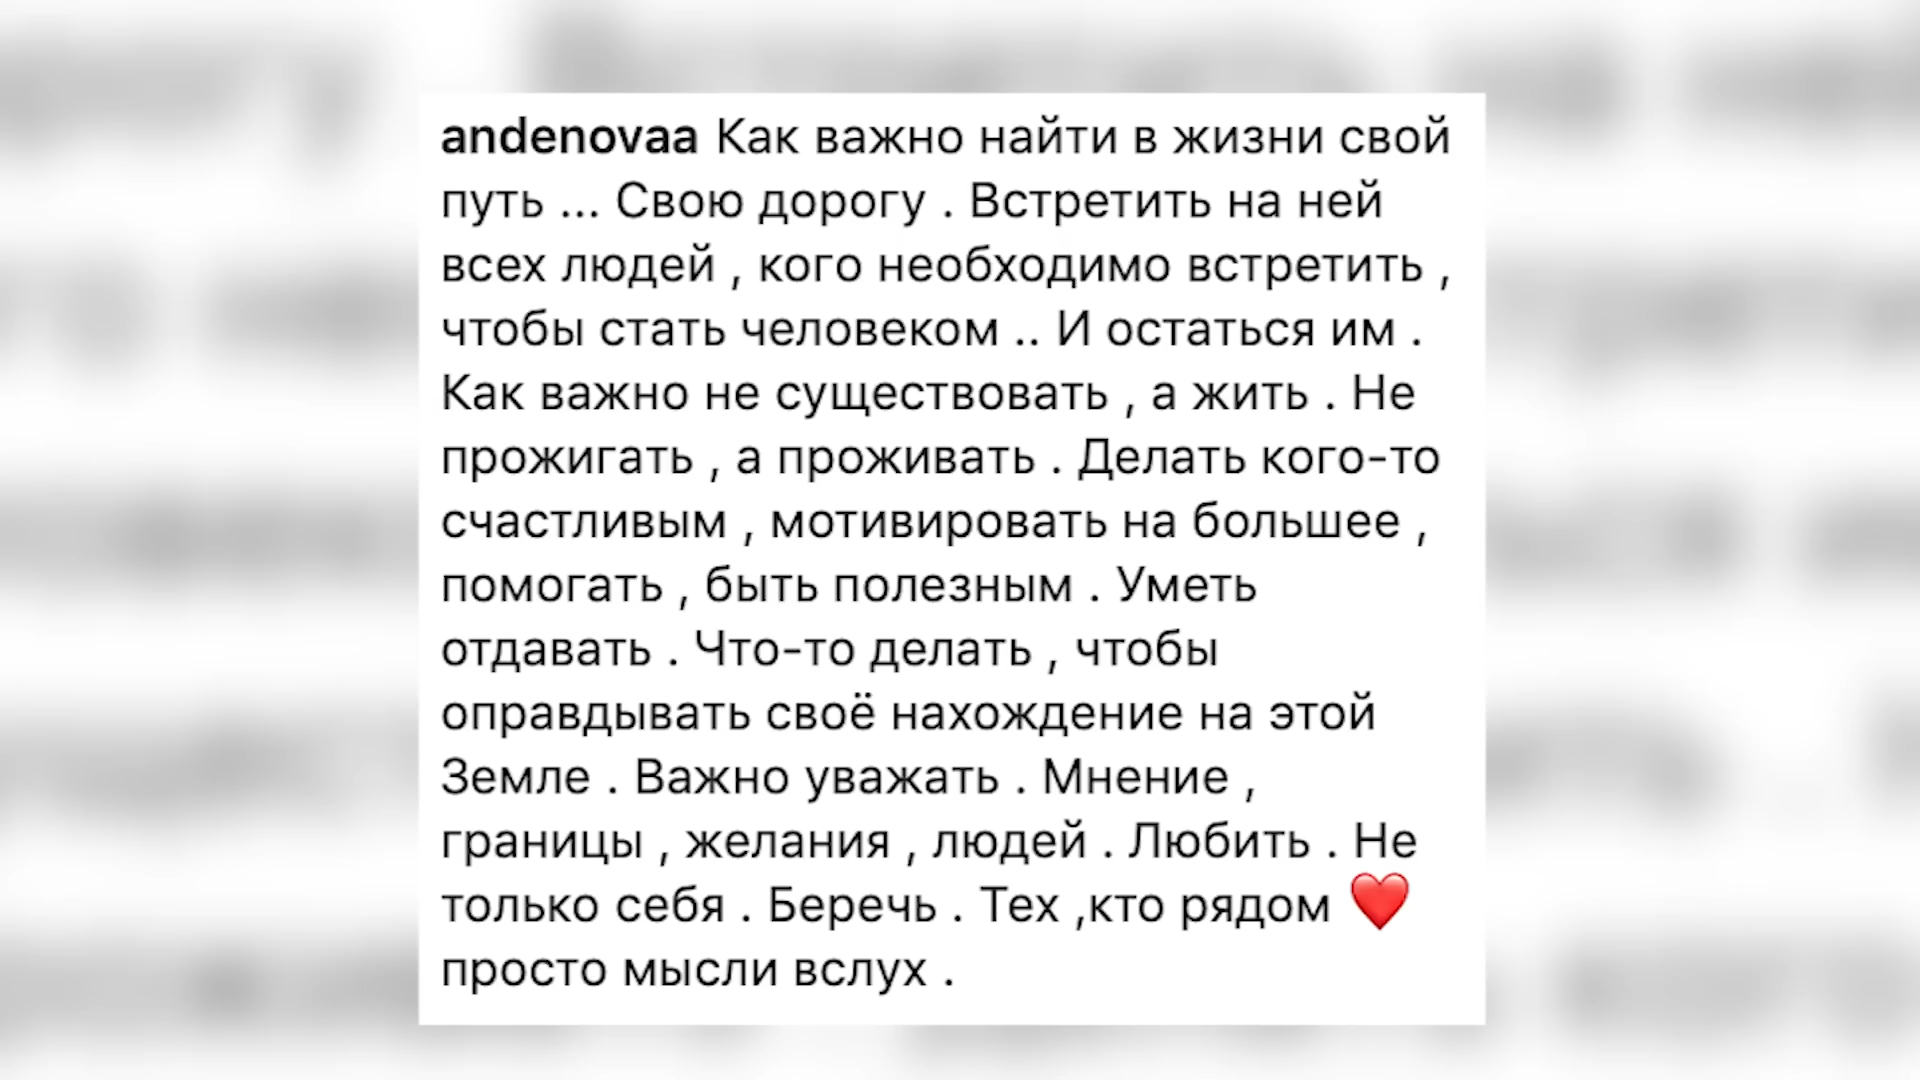 andenovaa Как важно найти в жизни свой
путь ... Свою дорогу . Встретить на ней
всех людей , кого необходимо встретить ,
чтобы стать человеком .. И остаться им .
Как важно не существовать , а жить . Не
прожигать , а проживать . Делать кого-то
счастливым , мотивировать на большее ,
помогать , быть полезным . Уметь
отдавать . Что-то делать , чтобы
оправдывать своё нахождение на этой
Земле . Важно уважать . Мнение ,
границы , желания , людей . Любить . Не
только себя . Беречь . Тех ,кто рядом ❤️
просто мысли вслух .